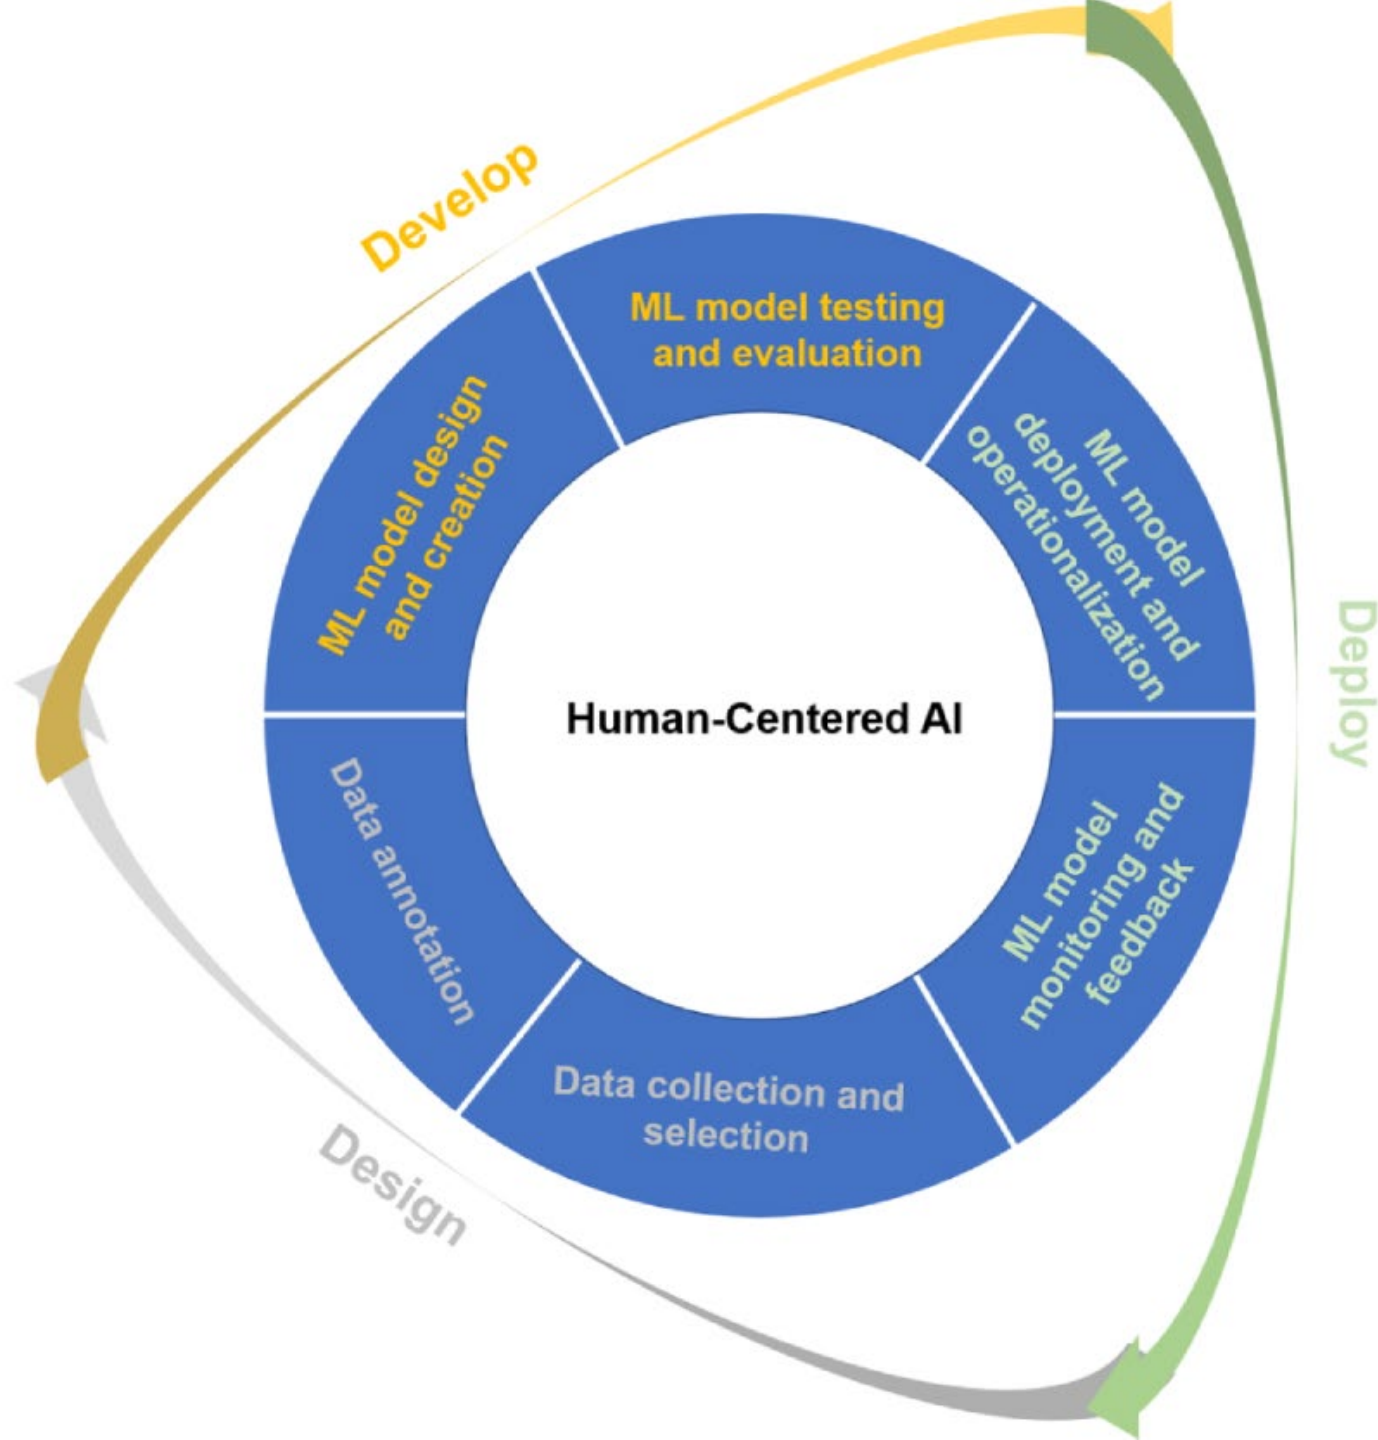 Develop
ML model testing
and evaluation
ML model design
and creation
ML model
deployment and
operationalization
Deploy
Human-Centered AI
Data annotation
ML model
monitoring and
feedback
Data collection and
selection
Design